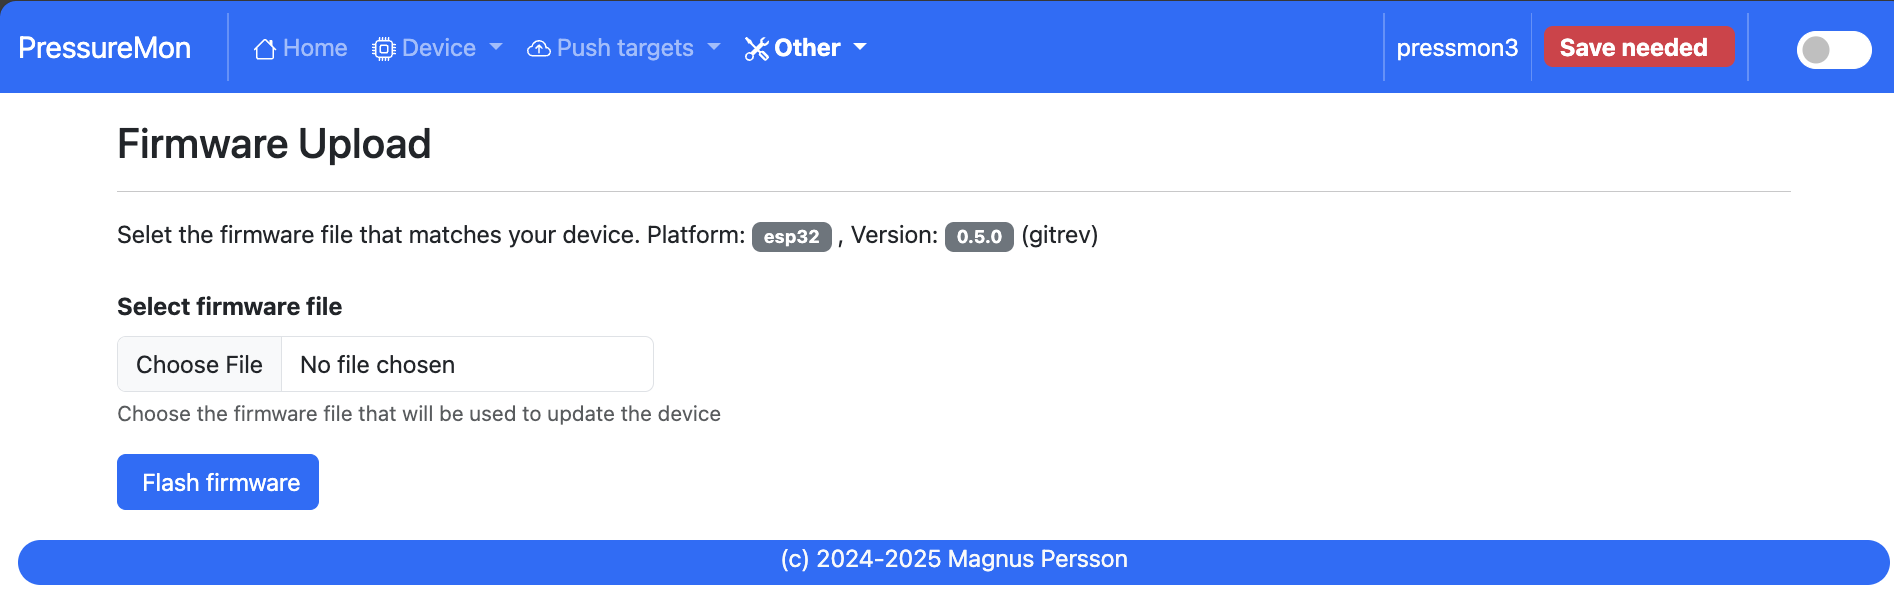 PressureMon Home Device Push targets Other pressmon3 Save needed
Firmware Upload
Selet the firmware file that matches your device. Platform: esp32 , Version: 0.5.0 (gitrev)
Select firmware file
Choose File No file chosen
Choose the firmware file that will be used to update the device
Flash firmware
(c) 2024-2025 Magnus Persson